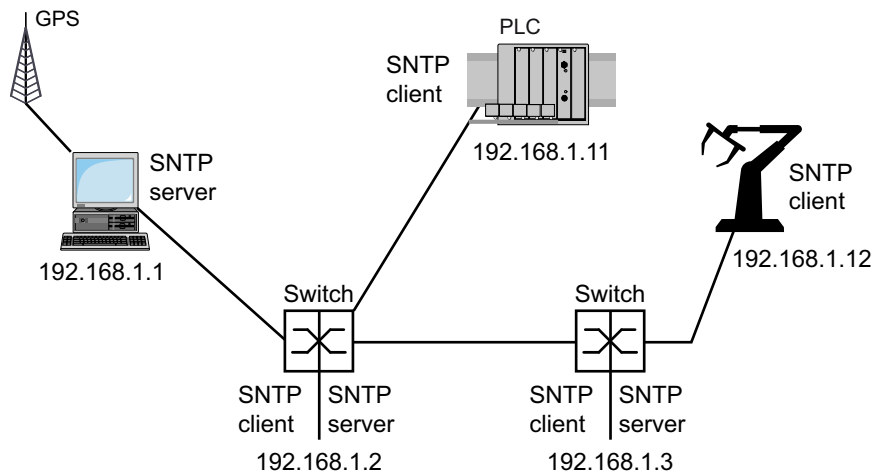 GPS
PLC
SNTP
client
192.168.1.11
SNTP
server
192.168.1.1
SNTP
client
192.168.1.12
Switch
Switch
SNTP
client
SNTP
server
192.168.1.2
SNTP
client
SNTP
server
192.168.1.3